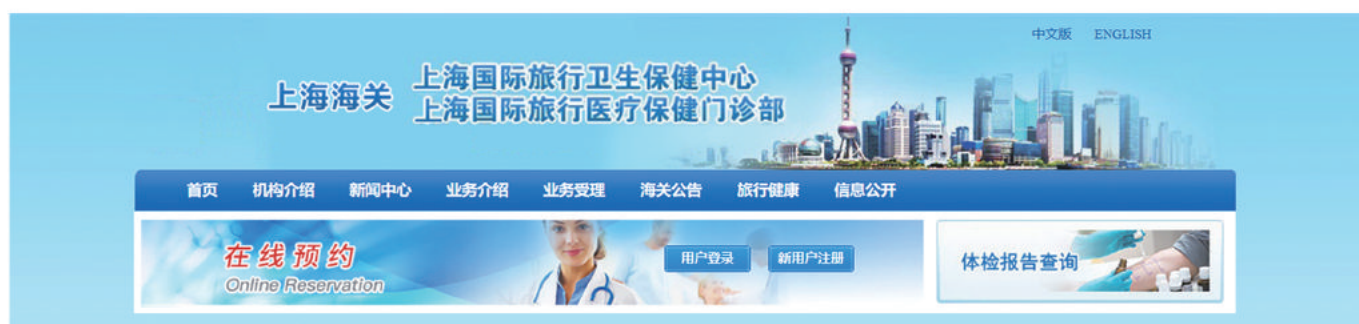 中文版 ENGLISH
上海海关
上海国际旅行卫生保健中心
上海国际旅行医疗保健门诊部
首页 机构介绍 新闻中心 业务介绍 业务受理 海关公告 旅行健康 信息公开
在线预约
Online Reservation
用户登录 新用户注册
体检报告查询